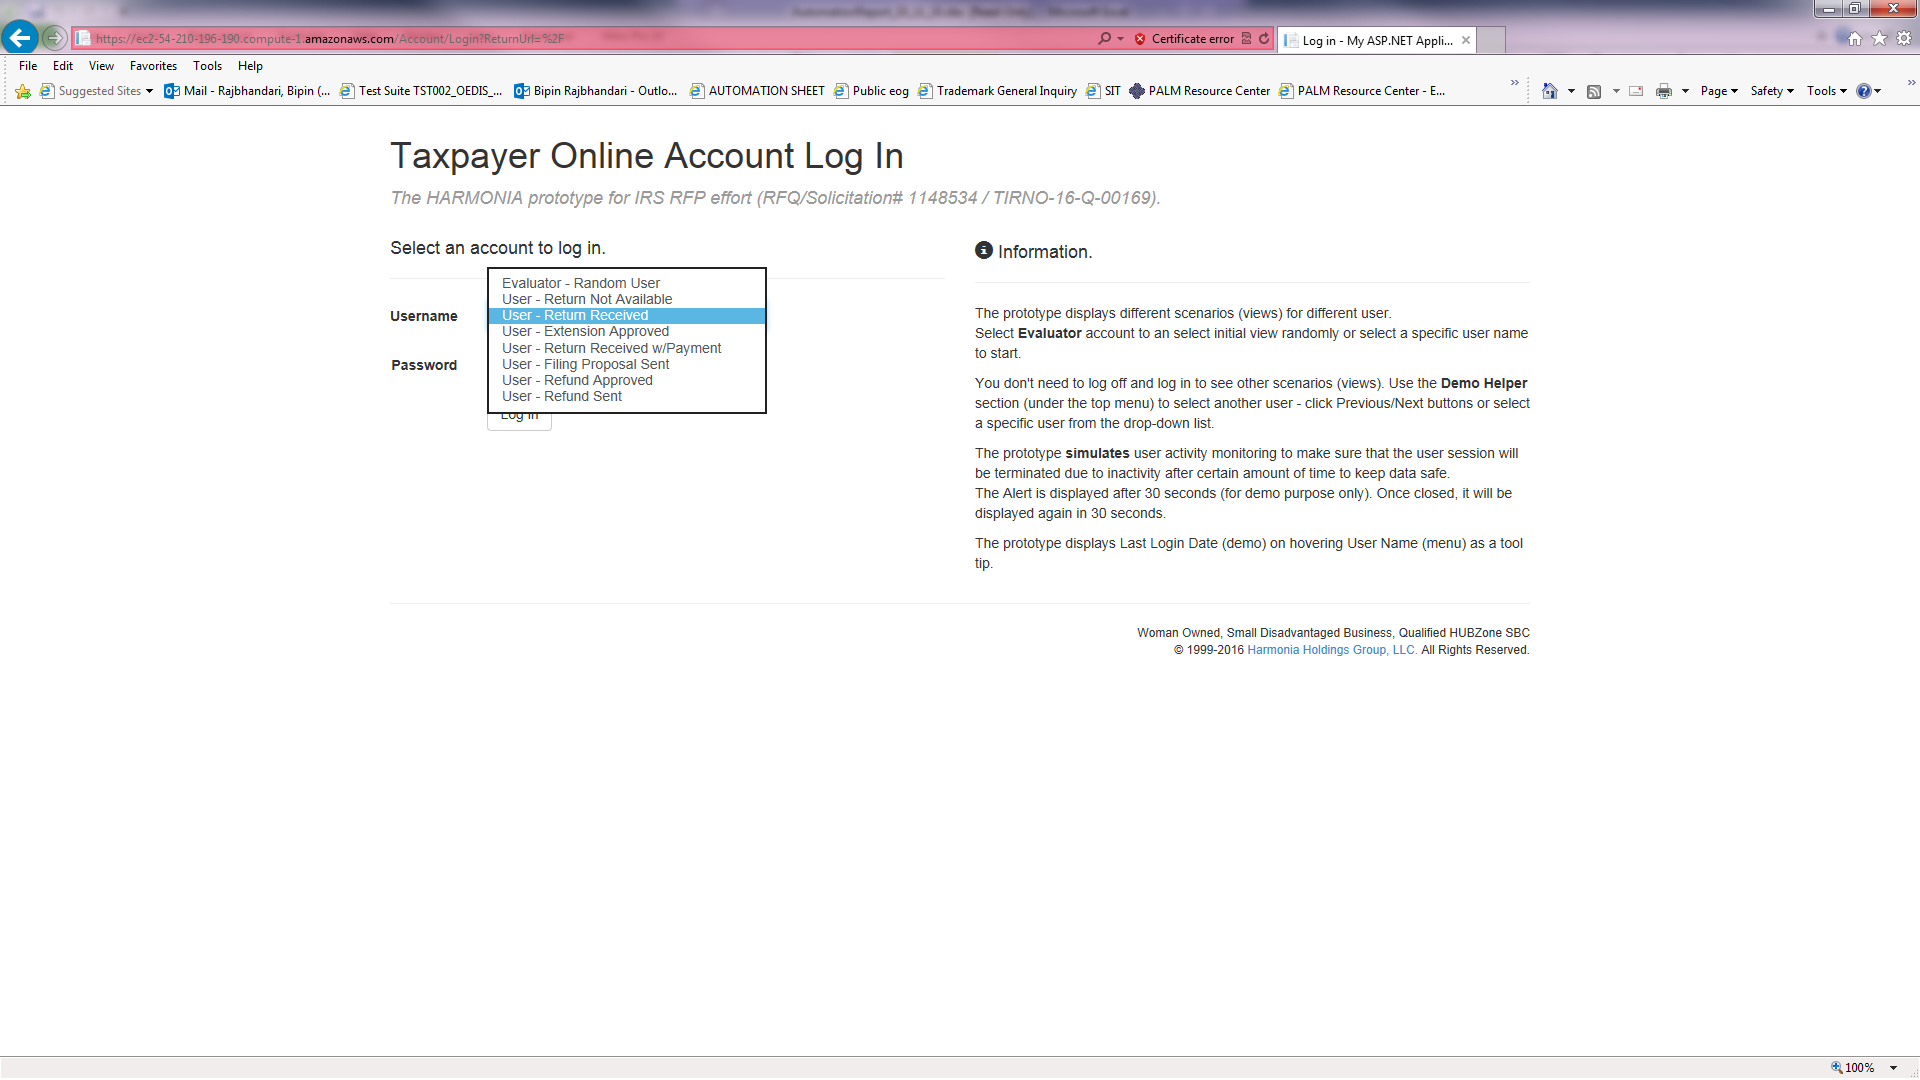 https://ec2-54-210-196-190.compute-1.amazonaws.com/Account/Login?ReturnUrl=%2F
Certificate error
Log in - My ASP.NET Appli...
File Edit View Favorites Tools Help
Suggested Sites
Mail - Rajbhandari, Bipin (...
Test Suite TST002_OEDIS_...
Bipin Rajbhandari - Outlo...
AUTOMATION SHEET
Public eog
Trademark General Inquiry
SIT
PALM Resource Center
PALM Resource Center - E...
Page
Safety
Tools
Taxpayer Online Account Log In
The HARMONIA prototype for IRS RFP effort (RFQ/Solicitation# 1148534 / TIRNO-16-Q-00169).
Select an account to log in.
Username
Password
Evaluator - Random User
User - Return Not Available
User - Return Received
User - Extension Approved
User - Return Received w/Payment
User - Filing Proposal Sent
User - Refund Approved
User - Refund Sent
Log in
Information.
The prototype displays different scenarios (views) for different user.
Select Evaluator account to an select initial view randomly or select a specific user name
to start.
You don't need to log off and log in to see other scenarios (views). Use the Demo Helper
section (under the top menu) to select another user - click Previous/Next buttons or select
a specific user from the drop-down list.
The prototype simulates user activity monitoring to make sure that the user session will
be terminated due to inactivity after certain amount of time to keep data safe.
The Alert is displayed after 30 seconds (for demo purpose only). Once closed, it will be
displayed again in 30 seconds.
The prototype displays Last Login Date (demo) on hovering User Name (menu) as a tool
tip.
Woman Owned, Small Disadvantaged Business, Qualified HUBZone SBC
© 1999-2016 Harmonia Holdings Group, LLC. All Rights Reserved.
100%